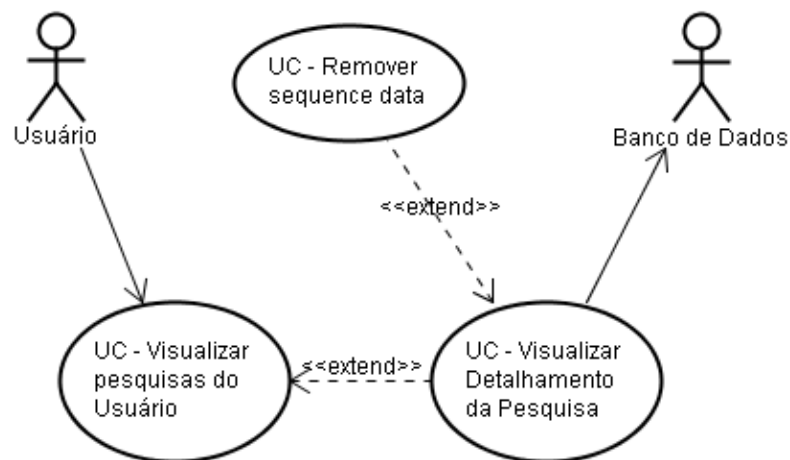 UC - Remover
sequence data
Usuário
Banco de Dados
<<extend>>
UC - Visualizar
pesquisas do
Usuário
<<extend>>
UC - Visualizar
Detalhamento
da Pesquisa